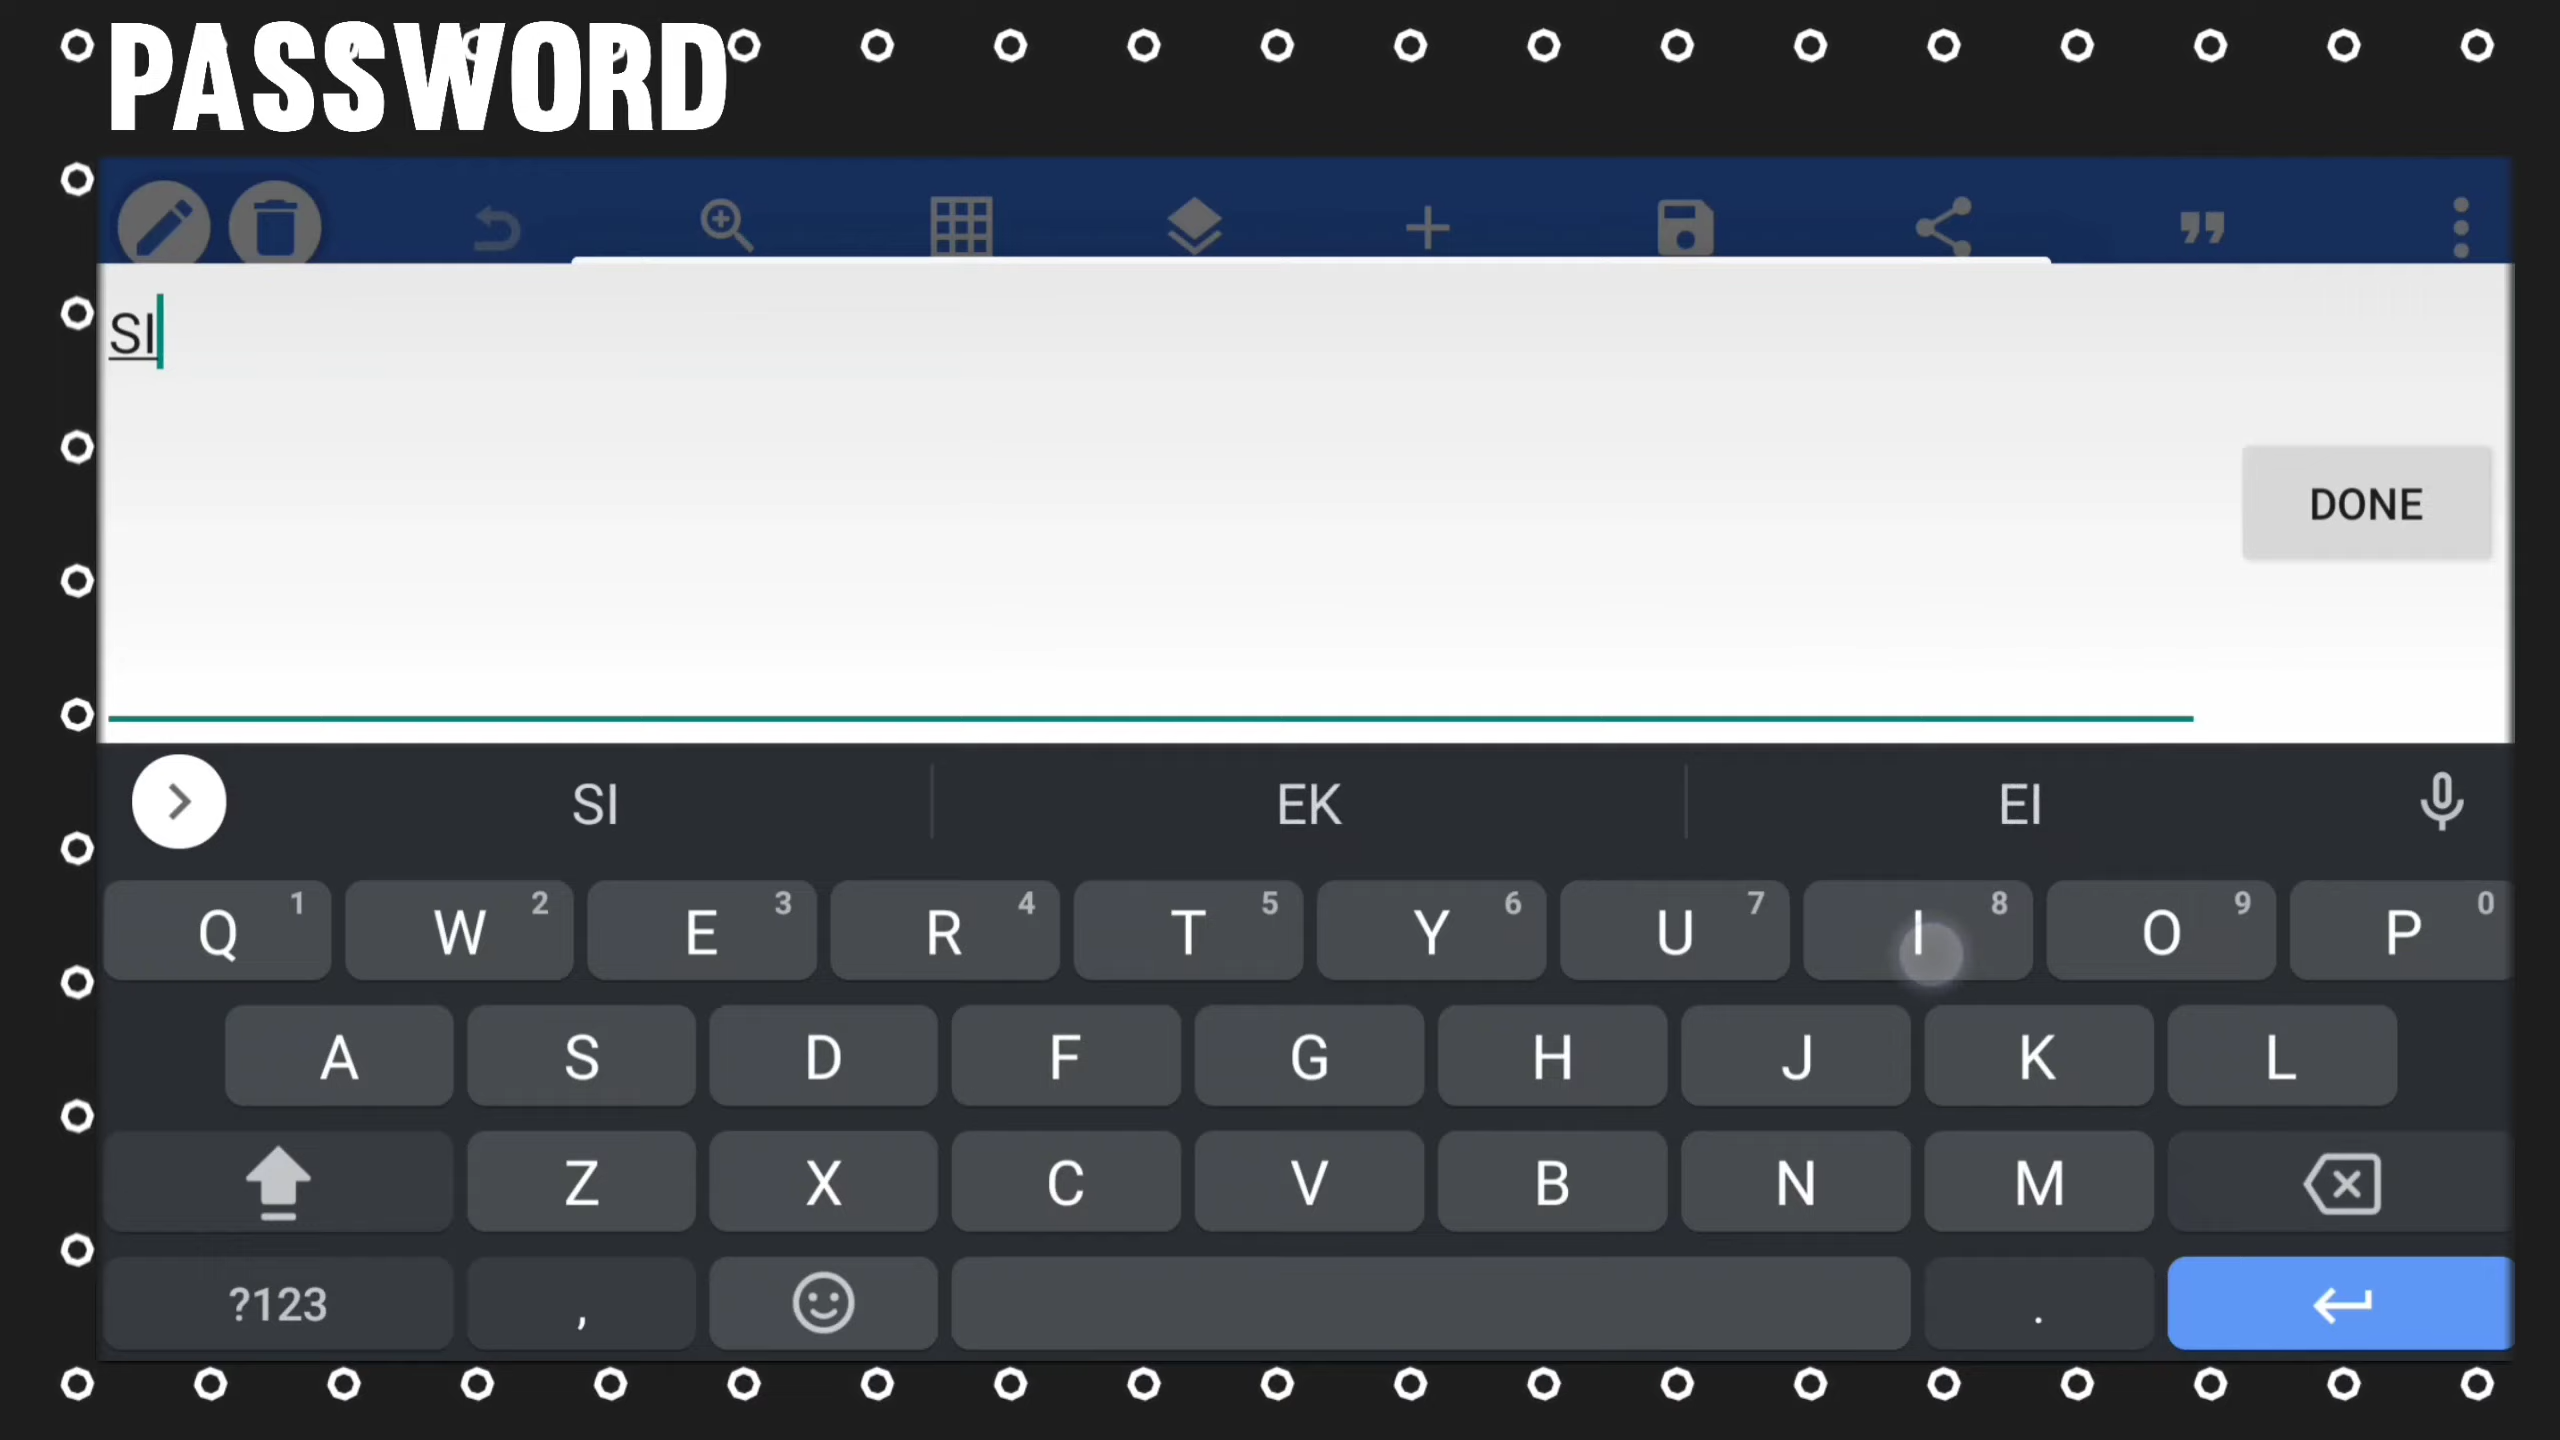 PASSWORD
SI
DONE
SI EK EI
Q 1 W 2 E 3 R 4 T 5 Y 6 U 7 I 8 O 9 P 0
A S D F G H J K L
Z X C V B N M
?123 , .